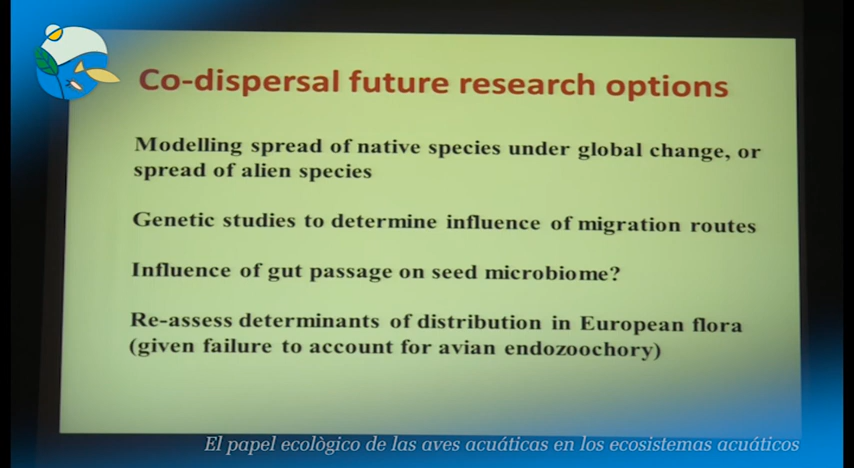 Co-dispersal future research options
Modelling spread of native species under global change, or
spread of alien species
Genetic studies to determine influence of migration routes
Influence of gut passage on seed microbiome?
Re-assess determinants of distribution in European flora
(given failure to account for avian endozoochory)
El papel ecològico de las aves acuáticas en los ecosistemas acuáticos